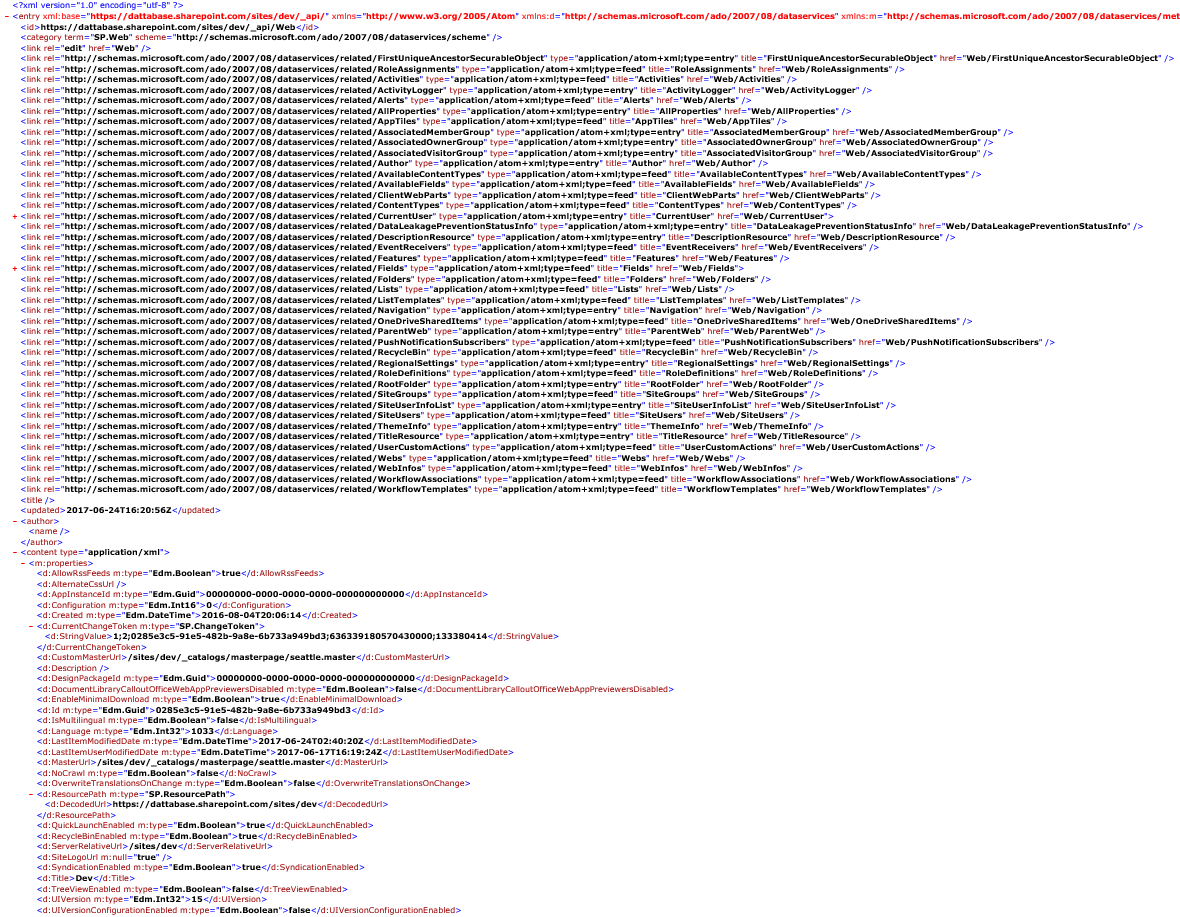 <?xml version="1.0" encoding="utf-8" ?>
- <entry xml:base="https://dattabase.sharepoint.com/sites/dev/_api/" xmlns="http://www.w3.org/2005/Atom" xmlns:d="http://schemas.microsoft.com/ado/2007/08/dataservices" xmlns:m="http://schemas.microsoft.com/ado/2007/08/dataservices/met
<id>https://dattabase.sharepoint.com/sites/dev/_api/Web</id>
<category term="SP.Web" scheme="http://schemas.microsoft.com/ado/2007/08/dataservices/scheme" />
<link rel="edit" href="Web" />
<link rel="http://schemas.microsoft.com/ado/2007/08/dataservices/related/FirstUniqueAncestorSecurableObject" type="application/atom+xml;type=entry" title="FirstUniqueAncestorSecurableObject" href="Web/FirstUniqueAncestorSecurableObject" />
<link rel="http://schemas.microsoft.com/ado/2007/08/dataservices/related/RoleAssignments" type="application/atom+xml;type=feed" title="RoleAssignments" href="Web/RoleAssignments" />
<link rel="http://schemas.microsoft.com/ado/2007/08/dataservices/related/Activities" type="application/atom+xml;type=feed" title="Activities" href="Web/Activities" />
<link rel="http://schemas.microsoft.com/ado/2007/08/dataservices/related/ActivityLogger" type="application/atom+xml;type=entry" title="ActivityLogger" href="Web/ActivityLogger" />
<link rel="http://schemas.microsoft.com/ado/2007/08/dataservices/related/Alerts" type="application/atom+xml;type=feed" title="Alerts" href="Web/Alerts" />
<link rel="http://schemas.microsoft.com/ado/2007/08/dataservices/related/AllProperties" type="application/atom+xml;type=entry" title="AllProperties" href="Web/AllProperties" />
<link rel="http://schemas.microsoft.com/ado/2007/08/dataservices/related/AppTiles" type="application/atom+xml;type=feed" title="AppTiles" href="Web/AppTiles" />
<link rel="http://schemas.microsoft.com/ado/2007/08/dataservices/related/AssociatedMemberGroup" type="application/atom+xml;type=entry" title="AssociatedMemberGroup" href="Web/AssociatedMemberGroup" />
<link rel="http://schemas.microsoft.com/ado/2007/08/dataservices/related/AssociatedOwnerGroup" type="application/atom+xml;type=entry" title="AssociatedOwnerGroup" href="Web/AssociatedOwnerGroup" />
<link rel="http://schemas.microsoft.com/ado/2007/08/dataservices/related/AssociatedVisitorGroup" type="application/atom+xml;type=entry" title="AssociatedVisitorGroup" href="Web/AssociatedVisitorGroup" />
<link rel="http://schemas.microsoft.com/ado/2007/08/dataservices/related/Author" type="application/atom+xml;type=entry" title="Author" href="Web/Author" />
<link rel="http://schemas.microsoft.com/ado/2007/08/dataservices/related/AvailableContentTypes" type="application/atom+xml;type=feed" title="AvailableContentTypes" href="Web/AvailableContentTypes" />
<link rel="http://schemas.microsoft.com/ado/2007/08/dataservices/related/AvailableFields" type="application/atom+xml;type=feed" title="AvailableFields" href="Web/AvailableFields" />
<link rel="http://schemas.microsoft.com/ado/2007/08/dataservices/related/ClientWebParts" type="application/atom+xml;type=feed" title="ClientWebParts" href="Web/ClientWebParts" />
<link rel="http://schemas.microsoft.com/ado/2007/08/dataservices/related/ContentTypes" type="application/atom+xml;type=feed" title="ContentTypes" href="Web/ContentTypes" />
+ <link rel="http://schemas.microsoft.com/ado/2007/08/dataservices/related/CurrentUser" type="application/atom+xml;type=entry" title="CurrentUser" href="Web/CurrentUser">
<link rel="http://schemas.microsoft.com/ado/2007/08/dataservices/related/DataLeakagePreventionStatusInfo" type="application/atom+xml;type=entry" title="DataLeakagePreventionStatusInfo" href="Web/DataLeakagePreventionStatusInfo" />
<link rel="http://schemas.microsoft.com/ado/2007/08/dataservices/related/DescriptionResource" type="application/atom+xml;type=entry" title="DescriptionResource" href="Web/DescriptionResource" />
<link rel="http://schemas.microsoft.com/ado/2007/08/dataservices/related/EventReceivers" type="application/atom+xml;type=feed" title="EventReceivers" href="Web/EventReceivers" />
<link rel="http://schemas.microsoft.com/ado/2007/08/dataservices/related/Features" type="application/atom+xml;type=feed" title="Features" href="Web/Features" />
+ <link rel="http://schemas.microsoft.com/ado/2007/08/dataservices/related/Fields" type="application/atom+xml;type=feed" title="Fields" href="Web/Fields">
<link rel="http://schemas.microsoft.com/ado/2007/08/dataservices/related/Folders" type="application/atom+xml;type=feed" title="Folders" href="Web/Folders" />
<link rel="http://schemas.microsoft.com/ado/2007/08/dataservices/related/Lists" type="application/atom+xml;type=feed" title="Lists" href="Web/Lists" />
<link rel="http://schemas.microsoft.com/ado/2007/08/dataservices/related/ListTemplates" type="application/atom+xml;type=feed" title="ListTemplates" href="Web/ListTemplates" />
<link rel="http://schemas.microsoft.com/ado/2007/08/dataservices/related/Navigation" type="application/atom+xml;type=entry" title="Navigation" href="Web/Navigation" />
<link rel="http://schemas.microsoft.com/ado/2007/08/dataservices/related/OneDriveSharedItems" type="application/atom+xml;type=feed" title="OneDriveSharedItems" href="Web/OneDriveSharedItems" />
<link rel="http://schemas.microsoft.com/ado/2007/08/dataservices/related/ParentWeb" type="application/atom+xml;type=entry" title="ParentWeb" href="Web/ParentWeb" />
<link rel="http://schemas.microsoft.com/ado/2007/08/dataservices/related/PushNotificationSubscribers" type="application/atom+xml;type=feed" title="PushNotificationSubscribers" href="Web/PushNotificationSubscribers" />
<link rel="http://schemas.microsoft.com/ado/2007/08/dataservices/related/RecycleBin" type="application/atom+xml;type=feed" title="RecycleBin" href="Web/RecycleBin" />
<link rel="http://schemas.microsoft.com/ado/2007/08/dataservices/related/RegionalSettings" type="application/atom+xml;type=entry" title="RegionalSettings" href="Web/RegionalSettings" />
<link rel="http://schemas.microsoft.com/ado/2007/08/dataservices/related/RoleDefinitions" type="application/atom+xml;type=feed" title="RoleDefinitions" href="Web/RoleDefinitions" />
<link rel="http://schemas.microsoft.com/ado/2007/08/dataservices/related/RootFolder" type="application/atom+xml;type=entry" title="RootFolder" href="Web/RootFolder" />
<link rel="http://schemas.microsoft.com/ado/2007/08/dataservices/related/SiteGroups" type="application/atom+xml;type=feed" title="SiteGroups" href="Web/SiteGroups" />
<link rel="http://schemas.microsoft.com/ado/2007/08/dataservices/related/SiteUserInfoList" type="application/atom+xml;type=entry" title="SiteUserInfoList" href="Web/SiteUserInfoList" />
<link rel="http://schemas.microsoft.com/ado/2007/08/dataservices/related/SiteUsers" type="application/atom+xml;type=feed" title="SiteUsers" href="Web/SiteUsers" />
<link rel="http://schemas.microsoft.com/ado/2007/08/dataservices/related/ThemeInfo" type="application/atom+xml;type=entry" title="ThemeInfo" href="Web/ThemeInfo" />
<link rel="http://schemas.microsoft.com/ado/2007/08/dataservices/related/TitleResource" type="application/atom+xml;type=entry" title="TitleResource" href="Web/TitleResource" />
<link rel="http://schemas.microsoft.com/ado/2007/08/dataservices/related/UserCustomActions" type="application/atom+xml;type=feed" title="UserCustomActions" href="Web/UserCustomActions" />
<link rel="http://schemas.microsoft.com/ado/2007/08/dataservices/related/Webs" type="application/atom+xml;type=feed" title="Webs" href="Web/Webs" />
<link rel="http://schemas.microsoft.com/ado/2007/08/dataservices/related/WebInfos" type="application/atom+xml;type=feed" title="WebInfos" href="Web/WebInfos" />
<link rel="http://schemas.microsoft.com/ado/2007/08/dataservices/related/WorkflowAssociations" type="application/atom+xml;type=feed" title="WorkflowAssociations" href="Web/WorkflowAssociations" />
<link rel="http://schemas.microsoft.com/ado/2007/08/dataservices/related/WorkflowTemplates" type="application/atom+xml;type=feed" title="WorkflowTemplates" href="Web/WorkflowTemplates" />
<title />
<updated>2017-06-24T16:20:56Z</updated>
- <author>
<name />
</author>
- <content type="application/xml">
- <m:properties>
<d:AllowRssFeeds m:type="Edm.Boolean">true</d:AllowRssFeeds>
<d:AlternateCssUrl />
<d:AppInstanceId m:type="Edm.Guid">00000000-0000-0000-0000-000000000000</d:AppInstanceId>
<d:Configuration m:type="Edm.Int16">0</d:Configuration>
<d:Created m:type="Edm.DateTime">2016-08-04T20:06:14</d:Created>
- <d:CurrentChangeToken m:type="SP.ChangeToken">
<d:StringValue>1;2;0285e3c5-91e5-482b-9a8e-6b733a949bd3;636339180570430000;133380414</d:StringValue>
</d:CurrentChangeToken>
<d:CustomMasterUrl>/sites/dev/_catalogs/masterpage/seattle.master</d:CustomMasterUrl>
<d:Description />
<d:DesignPackageId m:type="Edm.Guid">00000000-0000-0000-0000-000000000000</d:DesignPackageId>
<d:DocumentLibraryCalloutOfficeWebAppPreviewersDisabled m:type="Edm.Boolean">false</d:DocumentLibraryCalloutOfficeWebAppPreviewersDisabled>
<d:EnableMinimalDownload m:type="Edm.Boolean">true</d:EnableMinimalDownload>
<d:Id m:type="Edm.Guid">0285e3c5-91e5-482b-9a8e-6b733a949bd3</d:Id>
<d:IsMultilingual m:type="Edm.Boolean">false</d:IsMultilingual>
<d:Language m:type="Edm.Int32">1033</d:Language>
<d:LastItemModifiedDate m:type="Edm.DateTime">2017-06-24T02:40:20Z</d:LastItemModifiedDate>
<d:LastItemUserModifiedDate m:type="Edm.DateTime">2017-06-17T16:19:24Z</d:LastItemUserModifiedDate>
<d:MasterUrl>/sites/dev/_catalogs/masterpage/seattle.master</d:MasterUrl>
<d:NoCrawl m:type="Edm.Boolean">false</d:NoCrawl>
<d:OverwriteTranslationsOnChange m:type="Edm.Boolean">false</d:OverwriteTranslationsOnChange>
- <d:ResourcePath m:type="SP.ResourcePath">
<d:DecodedUrl>https://dattabase.sharepoint.com/sites/dev</d:DecodedUrl>
</d:ResourcePath>
<d:QuickLaunchEnabled m:type="Edm.Boolean">true</d:QuickLaunchEnabled>
<d:RecycleBinEnabled m:type="Edm.Boolean">true</d:RecycleBinEnabled>
<d:ServerRelativeUrl>/sites/dev</d:ServerRelativeUrl>
<d:SiteLogoUrl m:null="true" />
<d:SyndicationEnabled m:type="Edm.Boolean">true</d:SyndicationEnabled>
<d:Title>Dev</d:Title>
<d:TreeViewEnabled m:type="Edm.Boolean">false</d:TreeViewEnabled>
<d:UIVersion m:type="Edm.Int32">15</d:UIVersion>
<d:UIVersionConfigurationEnabled m:type="Edm.Boolean">false</d:UIVersionConfigurationEnabled>